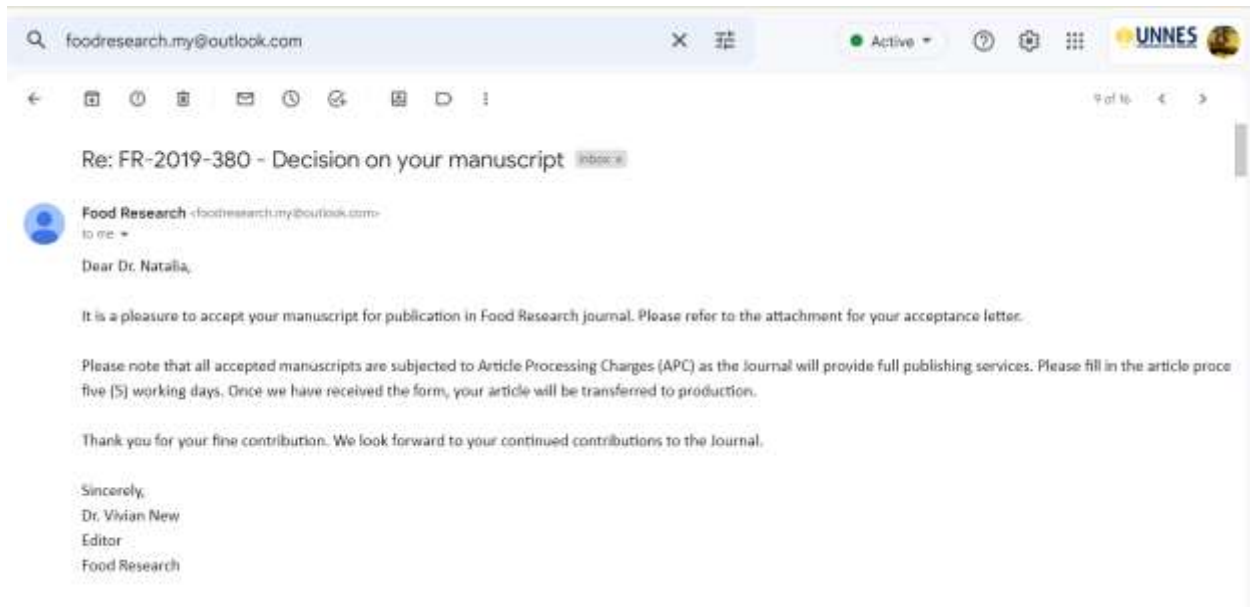 foodresearch.my@outlook.com
Active
UNNES
9 of 16
Re: FR-2019-380 - Decision on your manuscript
Inbox x
Food Research <foodresearch.my@outlook.com>
to me
Dear Dr. Natalia,
It is a pleasure to accept your manuscript for publication in Food Research journal. Please refer to the attachment for your acceptance letter.
Please note that all accepted manuscripts are subjected to Article Processing Charges (APC) as the Journal will provide full publishing services. Please fill in the article proce
five (5) working days. Once we have received the form, your article will be transferred to production.
Thank you for your fine contribution. We look forward to your continued contributions to the Journal.
Sincerely,
Dr. Vivian New
Editor
Food Research